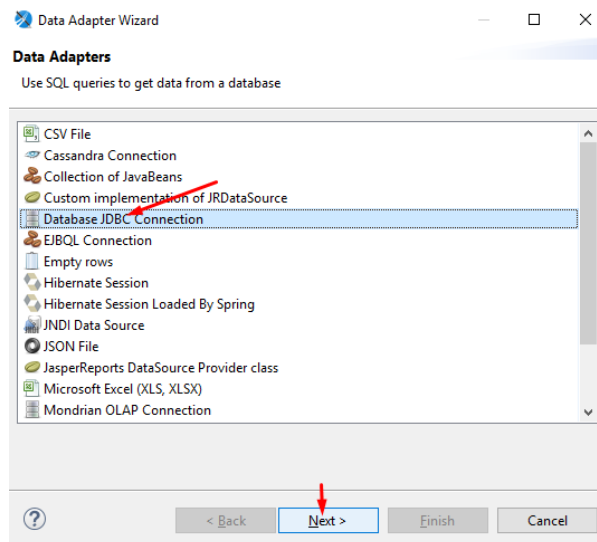 Data Adapter Wizard
Data Adapters
Use SQL queries to get data from a database
CSV File
Cassandra Connection
Collection of JavaBeans
Custom implementation of JRDataSource
Database JDBC Connection
EJBQL Connection
Empty rows
Hibernate Session
Hibernate Session Loaded By Spring
JNDI Data Source
JSON File
JasperReports DataSource Provider class
Microsoft Excel (XLS, XLSX)
Mondrian OLAP Connection
? < Back Next > Finish Cancel